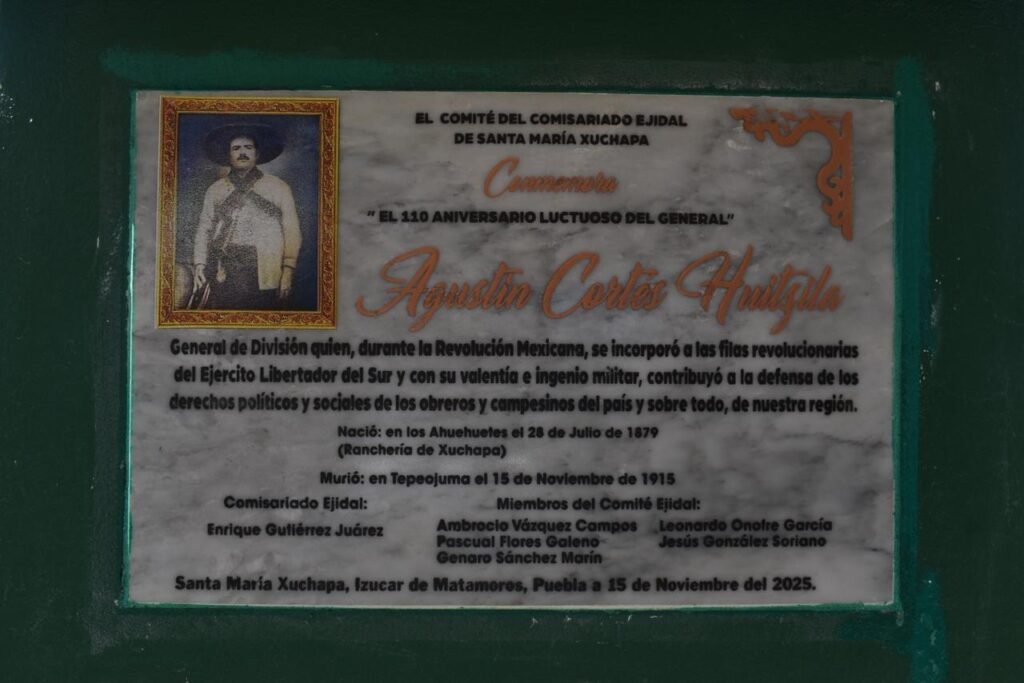 EL COMITÉ DEL COMISARIADO EJIDAL
DE SANTA MARÍA XUCHAPA
Conmemora
" EL 110 ANIVERSARIO LUCTUOSO DEL GENERAL"
Agustín Cortés Huitzila
General de División quien, durante la Revolución Mexicana, se incorporó a las filas revolucionarias
del Ejercito Libertador del Sur y con su valentía e ingenio militar, contribuyó a la defensa de los
derechos políticos y sociales de los obreros y campesinos del país y sobre todo, de nuestra región.
Nació: en los Ahuehuetes el 28 de Julio de 1879
(Ranchería de Xuchapa)
Murió: en Tepeojuma el 15 de Noviembre de 1915
Comisariado Ejidal:
Enrique Gutiérrez Juárez
Miembros del Comité Ejidal:
Ambrocio Vázquez Campos
Pascual Flores Galeno
Genaro Sánchez Marín
Leonardo Onofre García
Jesús González Soriano
Santa María Xuchapa, Izucar de Matamoros, Puebla a 15 de Noviembre del 2025.